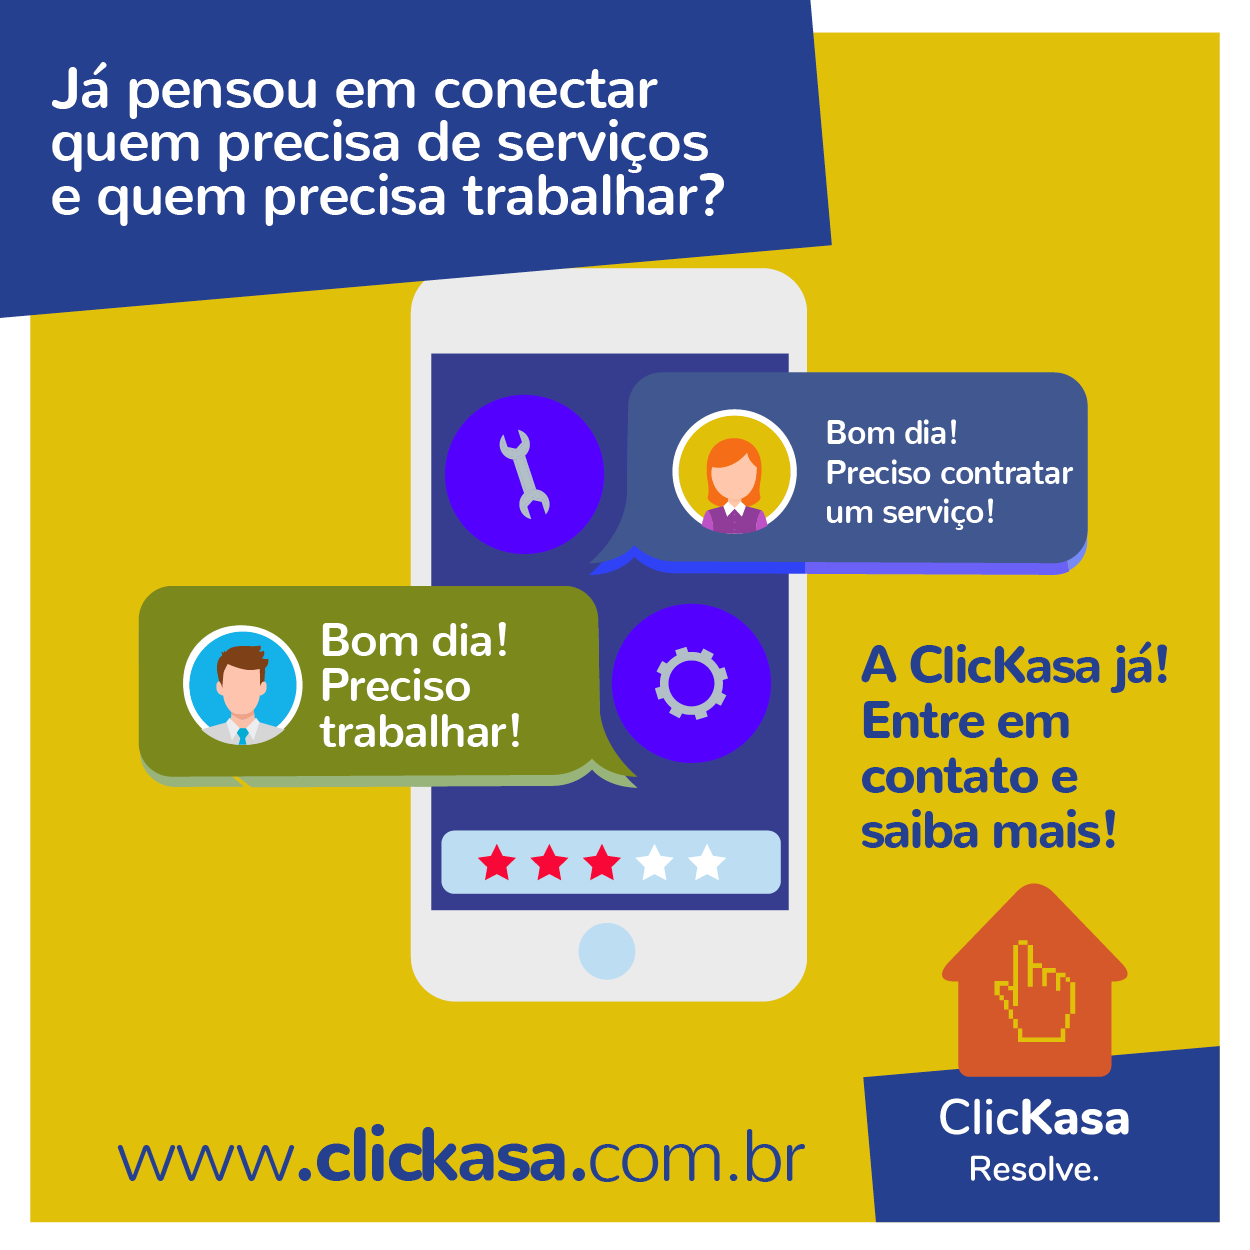 Já pensou em conectar
quem precisa de serviços
e quem precisa trabalhar?
Bom dia!
Preciso contratar
um serviço!
Bom dia!
Preciso
trabalhar!
A ClicKasa já!
Entre em
contato e
saiba mais!
ClicKasa
Resolve.
www.clickasa.com.br